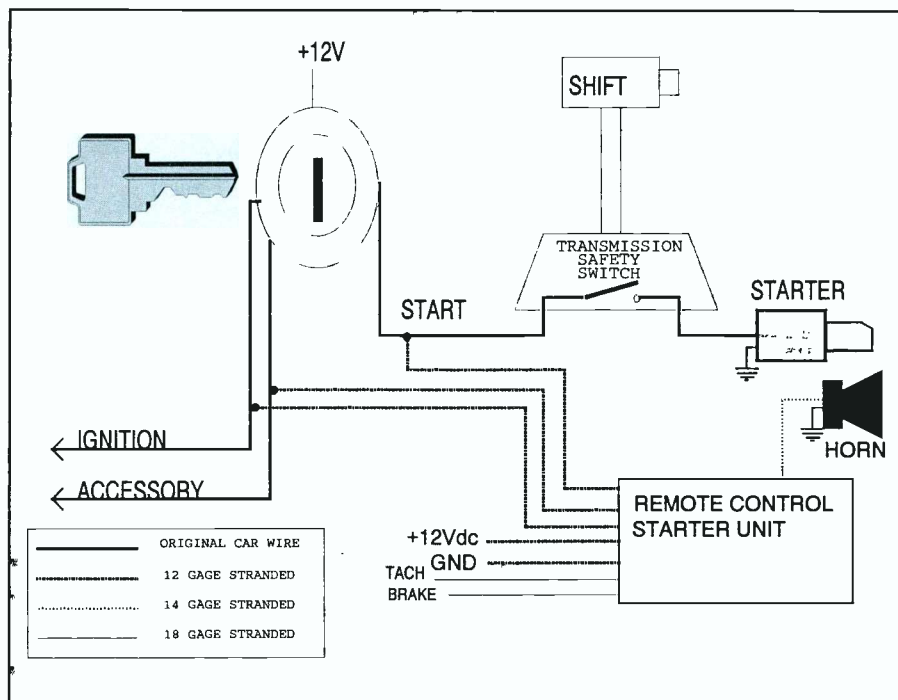 +12V
SHIFT
TRANSMISSION
SAFETY
SWITCH
START
STARTER
HORN
IGNITION
ACCESSORY
REMOTE CONTROL
STARTER UNIT
+12Vdc
GND
TACH
BRAKE
ORIGINAL CAR WIRE
12 GAGE STRANDED
14 GAGE STRANDED
18 GAGE STRANDED